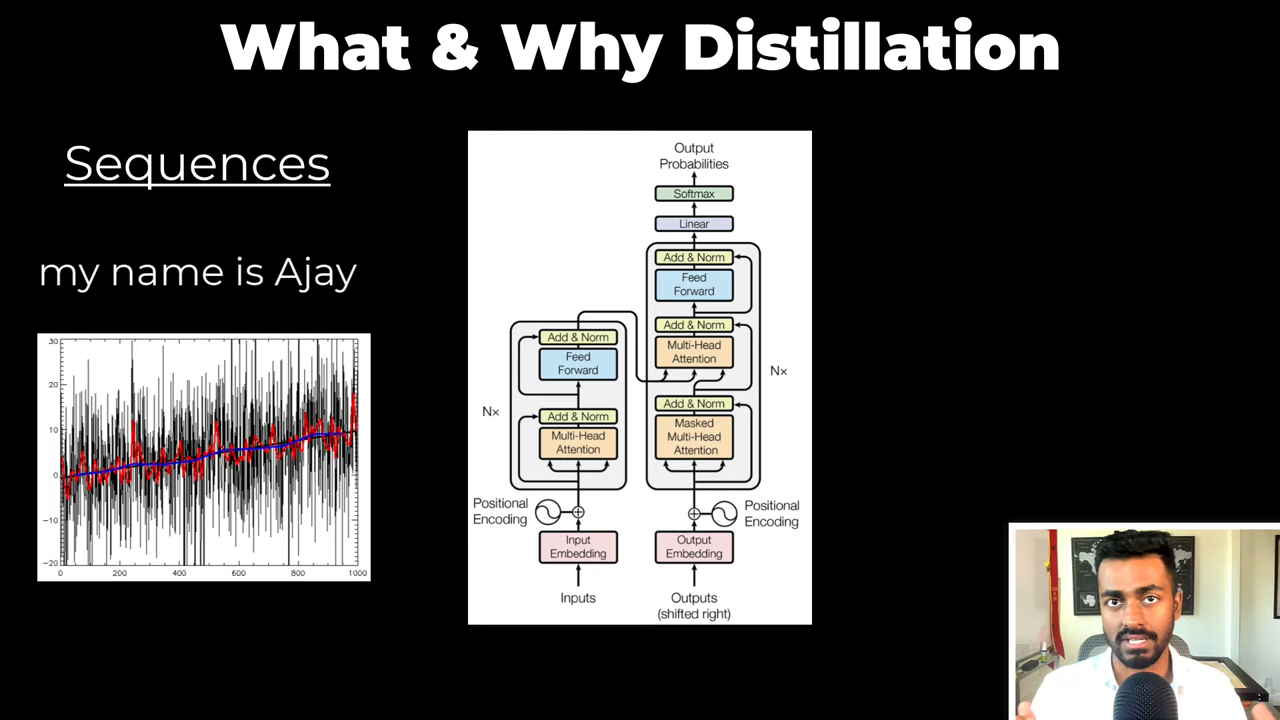 What & Why Distillation
Sequences
my name is Ajay
30
20
10
0
−10
−20
0 200 400 600 800 1000
Output
Probabilities
Softmax
Linear
Add & Norm
Feed
Forward
Add & Norm
Multi-Head
Attention
Nx
Add & Norm
Masked
Multi-Head
Attention
Add & Norm
Feed
Forward
Nx
Add & Norm
Multi-Head
Attention
Positional
Encoding
Positional
Encoding
Input
Embedding
Output
Embedding
Inputs
Outputs
(shifted right)